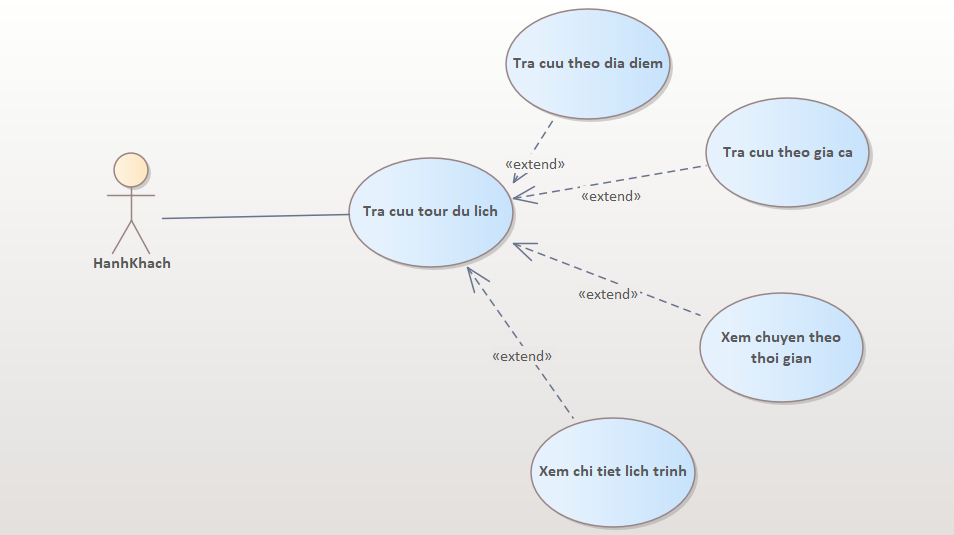 Tra cuu theo dia diem
«extend»
Tra cuu theo gia ca
«extend»
Tra cuu tour du lich
HanhKhach
«extend»
Xem chuyen theo
thoi gian
«extend»
Xem chi tiet lich trinh